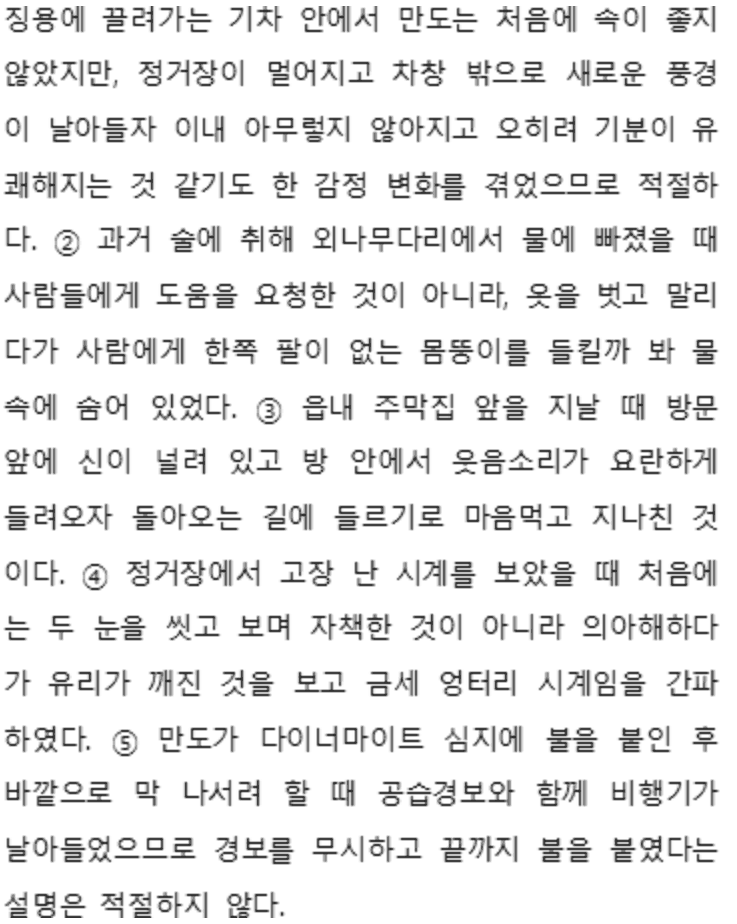 징용에 끌려가는 기차 안에서 만도는 처음에 속이 좋지
않았지만, 정거장이 멀어지고 차창 밖으로 새로운 풍경
이 날아들자 이내 아무렇지 않아지고 오히려 기분이 유
쾌해지는 것 같기도 한 감정 변화를 겪었으므로 적절하
다. ② 과거 술에 취해 외나무다리에서 물에 빠졌을 때
사람들에게 도움을 요청한 것이 아니라, 옷을 벗고 말리
다가 사람에게 한쪽 팔이 없는 몸뚱이를 들킬까 봐 물
속에 숨어 있었다. ③ 읍내 주막집 앞을 지날 때 방문
앞에 신이 널려 있고 방 안에서 웃음소리가 요란하게
들려오자 돌아오는 길에 들르기로 마음먹고 지나친 것
이다. ④ 정거장에서 고장 난 시계를 보았을 때 처음에
는 두 눈을 씻고 보며 자책한 것이 아니라 의아해하다
가 유리가 깨진 것을 보고 금세 엉터리 시계임을 간파
하였다. ⑤ 만도가 다이너마이트 심지에 불을 붙인 후
바깥으로 막 나서려 할 때 공습경보와 함께 비행기가
날아들었으므로 경보를 무시하고 끝까지 불을 붙였다는
설명은 적절하지 않다.